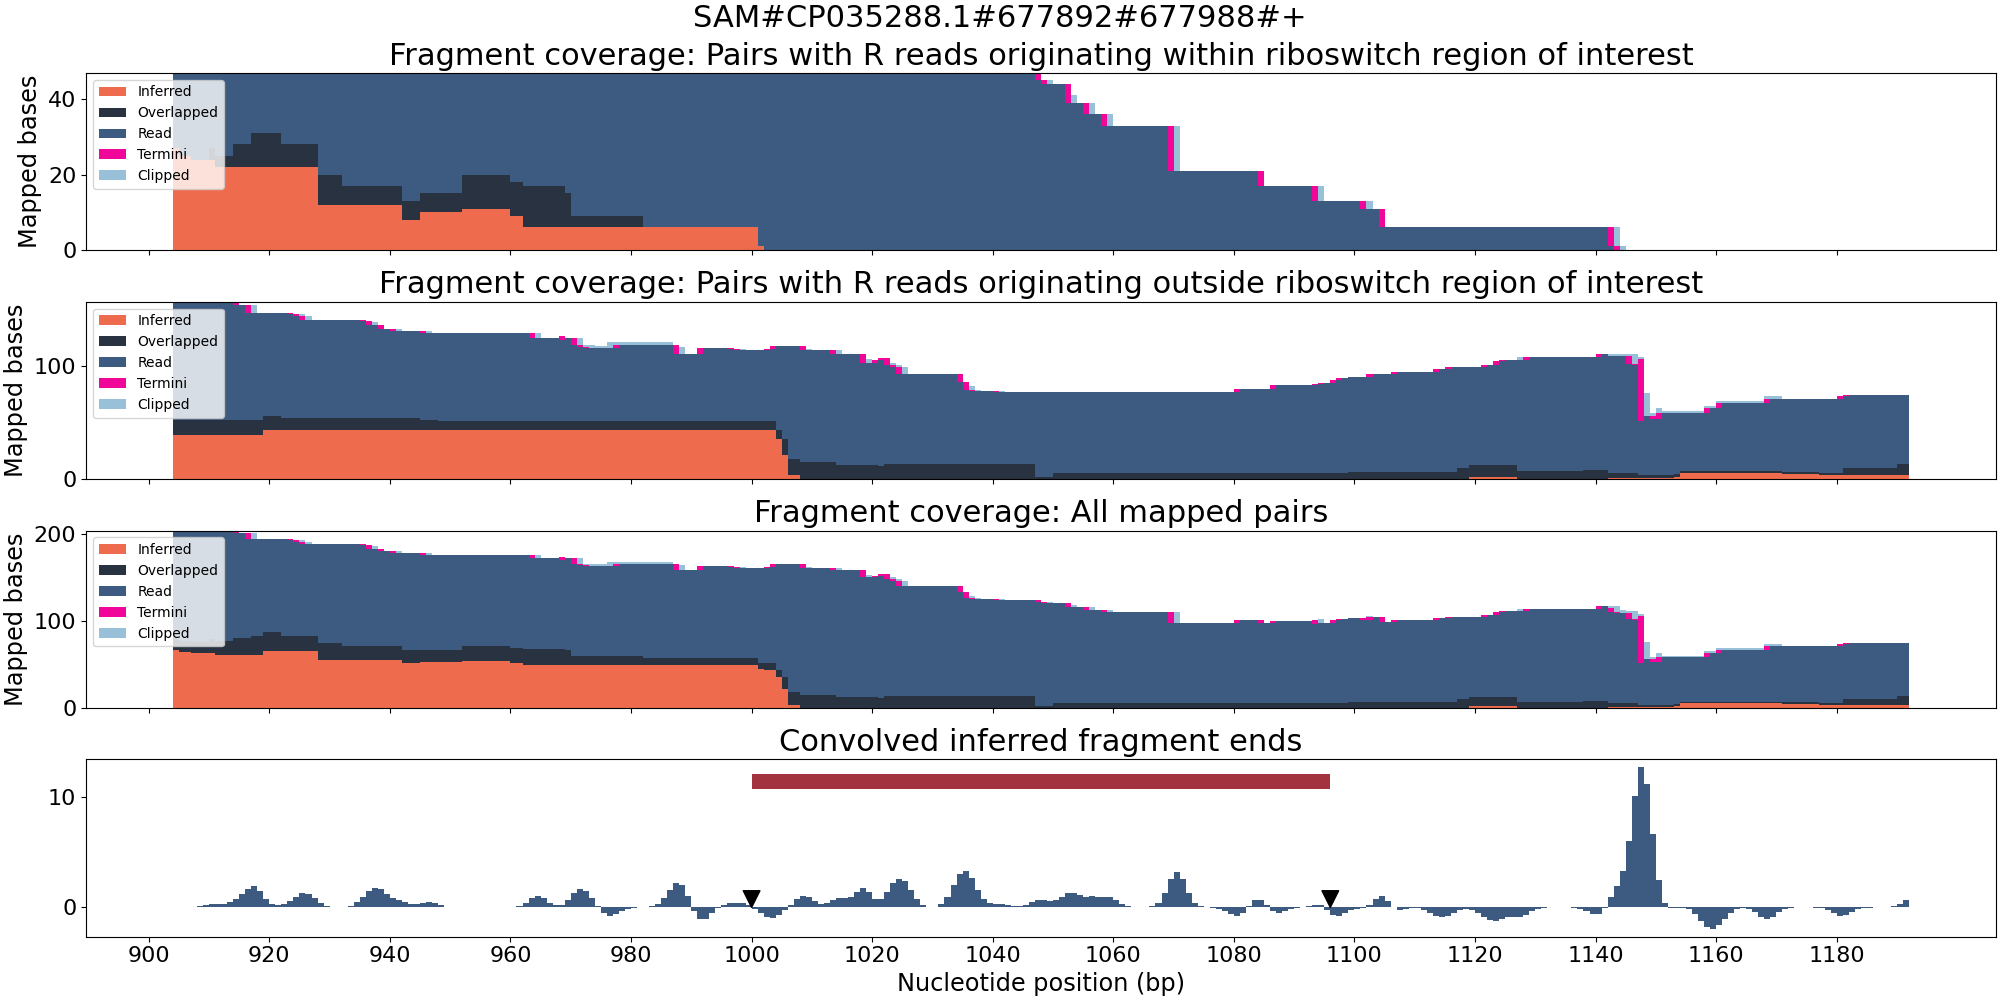 SAM#CP035288.1#677892#677988#+
Fragment coverage: Pairs with R reads originating within riboswitch region of interest
Mapped bases
40
20
0
Inferred
Overlapped
Read
Termini
Clipped
Fragment coverage: Pairs with R reads originating outside riboswitch region of interest
Mapped bases
100
0
Inferred
Overlapped
Read
Termini
Clipped
Fragment coverage: All mapped pairs
Mapped bases
200
100
0
Inferred
Overlapped
Read
Termini
Clipped
Convolved inferred fragment ends
10
0
900 920 940 960 980 1000 1020 1040 1060 1080 1100 1120 1140 1160 1180
Nucleotide position (bp)